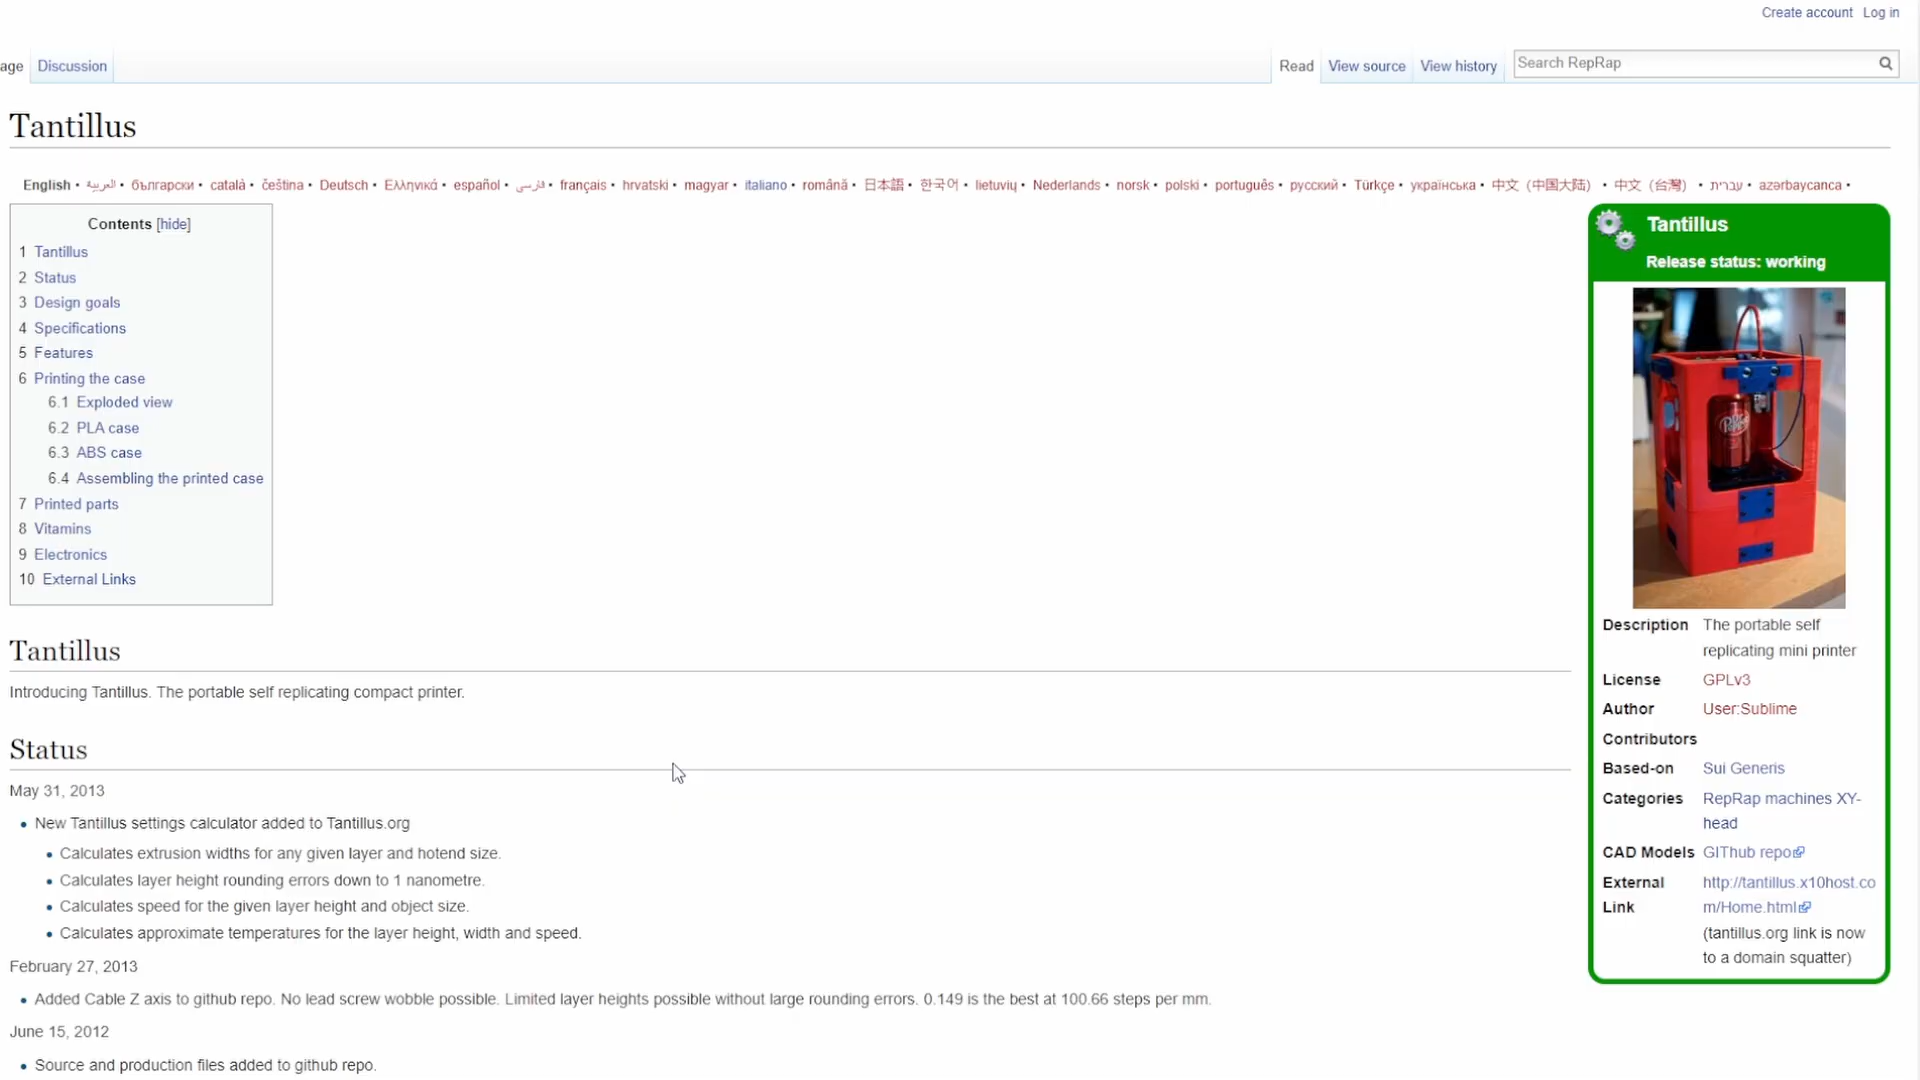 Create account Log in
age Discussion Read View source View history Search RepRap
Tantillus
English • العربية • български • català • čeština • Deutsch • Ελληνικά • español • فارسی • français • hrvatski • magyar • italiano • română • 日本語 • 한국어 • lietuvių • Nederlands • norsk • polski • português • русский • Türkçe • українська • 中文（中国大陆） • 中文（台灣） • עברית • azərbaycanca •
Contents [hide]
1 Tantillus
2 Status
3 Design goals
4 Specifications
5 Features
6 Printing the case
6.1 Exploded view
6.2 PLA case
6.3 ABS case
6.4 Assembling the printed case
7 Printed parts
8 Vitamins
9 Electronics
10 External Links
Tantillus
Introducing Tantillus. The portable self replicating compact printer.
Status
May 31, 2013
• New Tantillus settings calculator added to Tantillus.org
• Calculates extrusion widths for any given layer and hotend size.
• Calculates layer height rounding errors down to 1 nanometre.
• Calculates speed for the given layer height and object size.
• Calculates approximate temperatures for the layer height, width and speed.
February 27, 2013
• Added Cable Z axis to github repo. No lead screw wobble possible. Limited layer heights possible without large rounding errors. 0.149 is the best at 100.66 steps per mm.
June 15, 2012
• Source and production files added to github repo.
Tantillus
Release status: working
Dr Pepper
Description The portable self
replicating mini printer
License GPLv3
Author User:Sublime
Contributors
Based-on Sui Generis
Categories RepRap machines XY-
head
CAD Models GIThub repo
External http://tantillus.x10host.co
Link m/Home.html
(tantillus.org link is now
to a domain squatter)